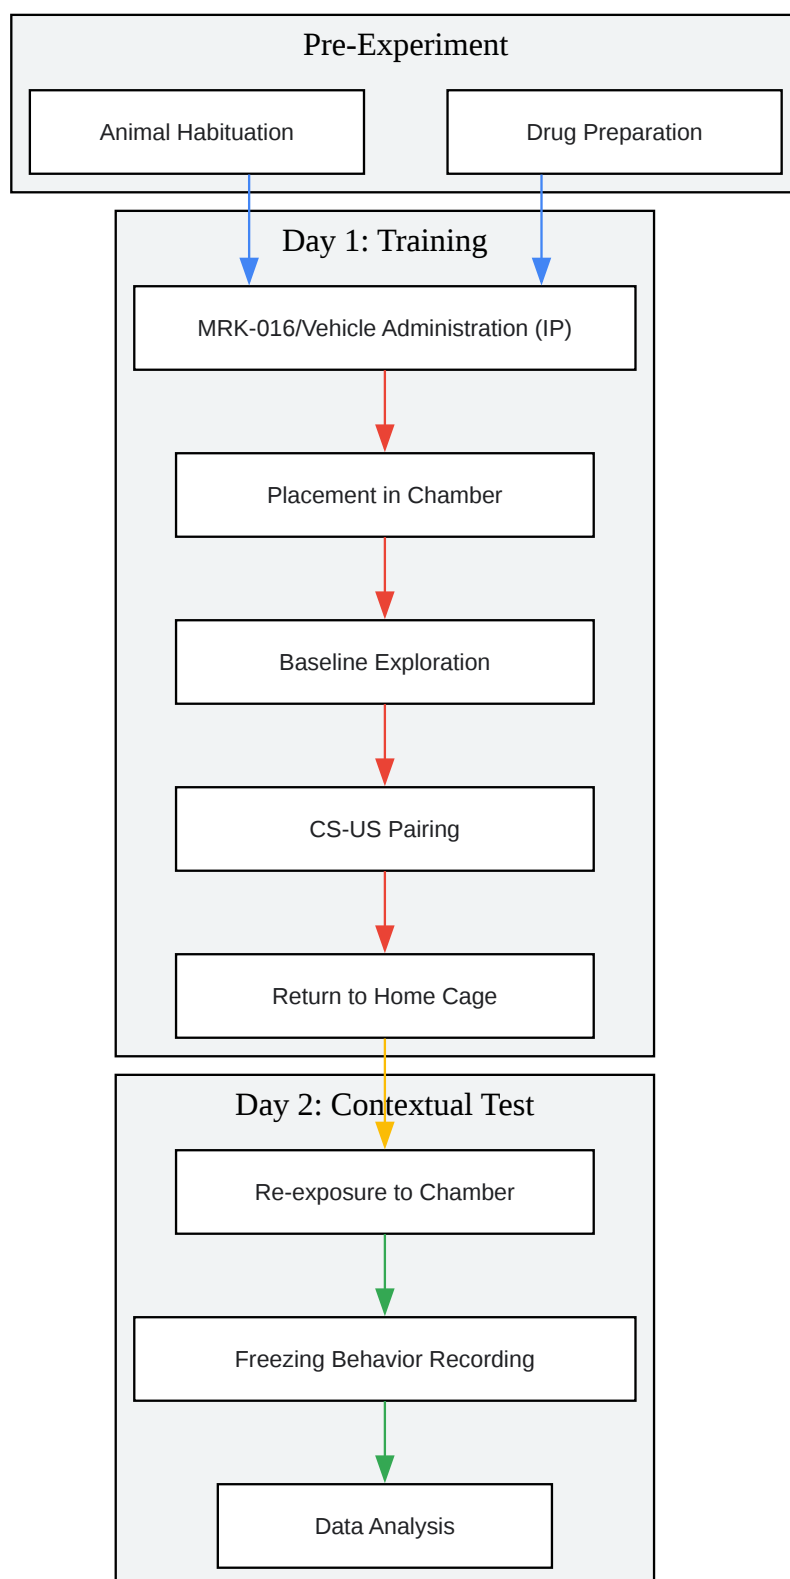 Pre-Experiment
Animal Habituation
Drug Preparation
Day 1: Training
MRK-016/Vehicle Administration (IP)
Placement in Chamber
Baseline Exploration
CS-US Pairing
Return to Home Cage
Day 2: Contextual Test
Re-exposure to Chamber
Freezing Behavior Recording
Data Analysis